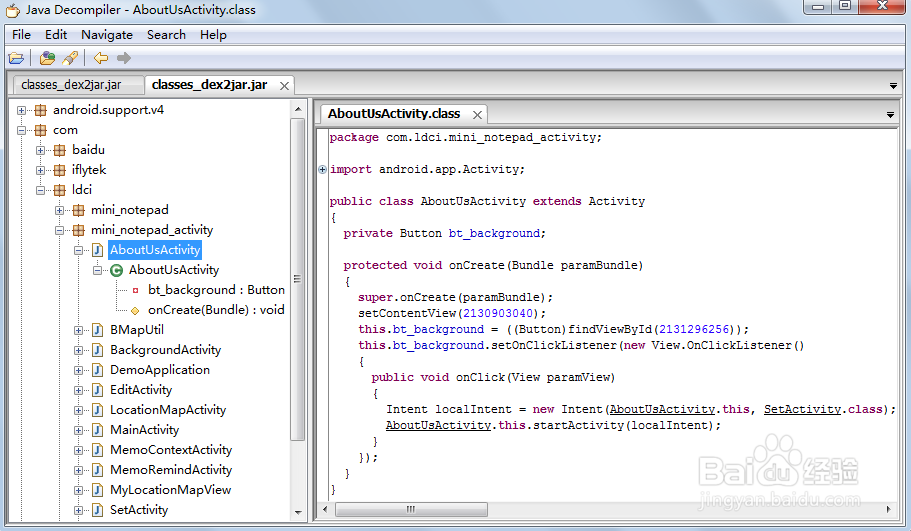 Java Decompiler - AboutUsActivity.class
File Edit Navigate Search Help
classes_dex2jar.jar classes_dex2jar.jar
android.support.v4
com
baidu
iflytek
ldci
mini_notepad
mini_notepad_activity
AboutUsActivity
AboutUsActivity
bt_background : Button
onCreate(Bundle) : void
BMapUtil
BackgroundActivity
DemoApplication
EditActivity
LocationMapActivity
MainActivity
MemoContextActivity
MemoRemindActivity
MyLocationMapView
SetActivity
AboutUsActivity.class
package com.ldci.mini_notepad_activity;
import android.app.Activity;
public class AboutUsActivity extends Activity
{
private Button bt_background;
protected void onCreate(Bundle paramBundle)
{
super.onCreate(paramBundle);
setContentView(2130903040);
this.bt_background = ((Button)findViewById(2131296256));
this.bt_background.setOnClickListener(new View.OnClickListener()
{
public void onClick(View paramView)
{
Intent localIntent = new Intent(AboutUsActivity.this, SetActivity.class);
AboutUsActivity.this.startActivity(localIntent);
}
});
}
}
Baidu 经验
jingyan.baidu.com